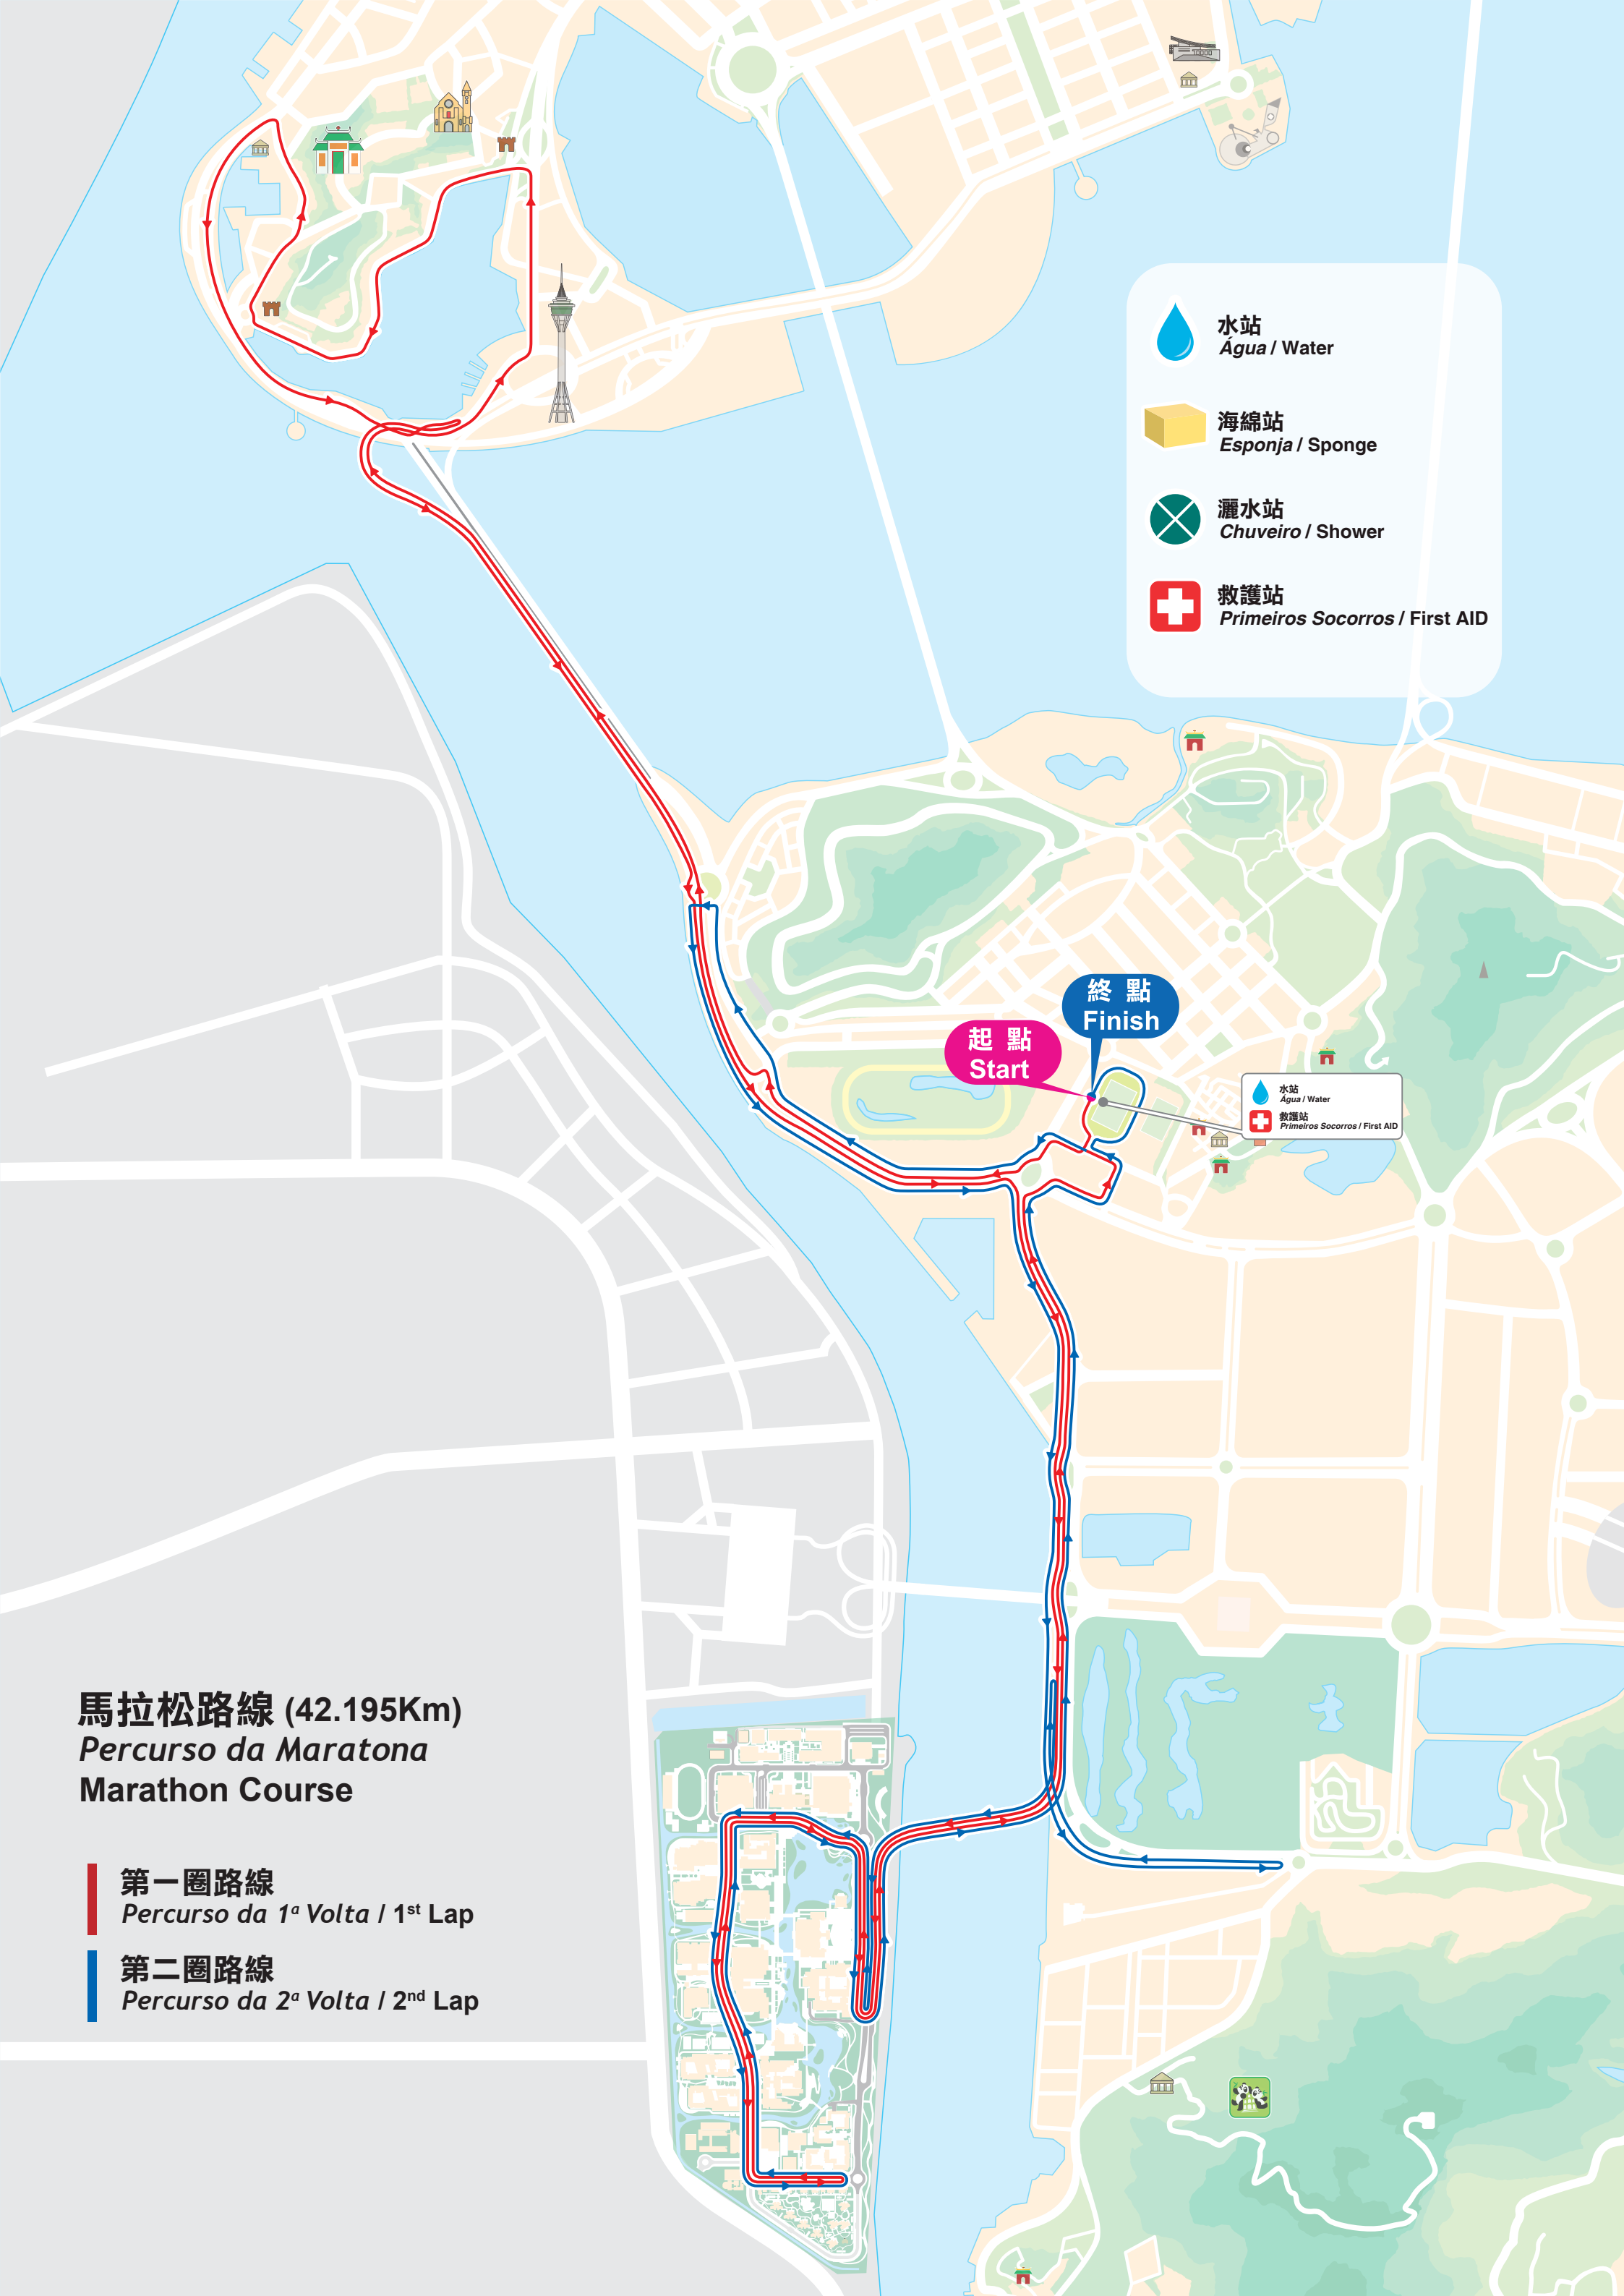 水站
Água / Water
海綿站
Esponja / Sponge
灑水站
Chuveiro / Shower
救護站
Primeiros Socorros / First AID
終 點
Finish
起 點
Start
水站
Água / Water
救護站
Primeiros Socorros / First AID
馬拉松路線 (42.195Km)
Percurso da Maratona
Marathon Course
第一圈路線
Percurso da 1ª Volta / 1st Lap
第二圈路線
Percurso da 2ª Volta / 2nd Lap